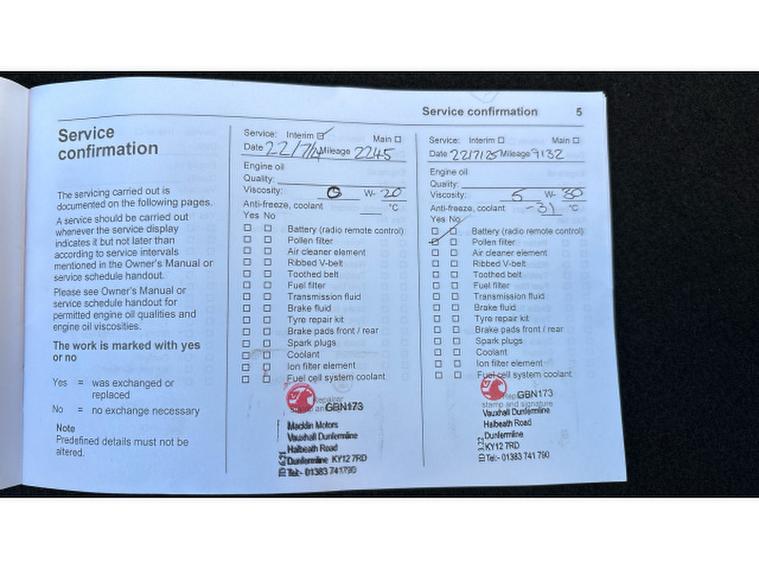 Service confirmation 5
Service
confirmation
The servicing carried out is
documented on the following pages.
A service should be carried out
whenever the service display
indicates it but not later than
according to service intervals
mentioned in the Owner's Manual or
service schedule handout.
Please see Owner's Manual or
service schedule handout for
permitted engine oil qualities and
engine oil viscosities.
The work is marked with yes
or no
Yes = was exchanged or
replaced
No = no exchange necessary
Note
Predefined details must not be
altered.
Service: Interim Main
Date 22/7/ Mileage 2245
Engine oil
Quality:
Viscosity: 0 W- 20
Anti-freeze, coolant °C
Yes No
Battery (radio remote control)
Pollen filter
Air cleaner element
Ribbed V-belt
Toothed belt
Fuel filter
Transmission fluid
Brake fluid
Tyre repair kit
Brake pads front / rear
Spark plugs
Coolant
Ion filter element
Fuel cell system coolant
Repairer
stamp an GBN173
Macklin Motors
Vauxhall Dunfermline
Halbeath Road
Dunfermline KY12 7RD
Tel:- 01383 741790
Service: Interim Main
Date 22/7/25 Mileage 9132
Engine oil
Quality:
Viscosity: 5 W- 30
Anti-freeze, coolant -31 °C
Yes No
Battery (radio remote control)
Pollen filter
Air cleaner element
Ribbed V-belt
Toothed belt
Fuel filter
Transmission fluid
Brake fluid
Tyre repair kit
Brake pads front / rear
Spark plugs
Coolant
Ion filter element
Fuel cell system coolant
GBN173
stamp and signature
Vauxhall Dunfermline
Halbeath Road
Dunfermline
KY12 7RD
Tel:- 01383 741 790